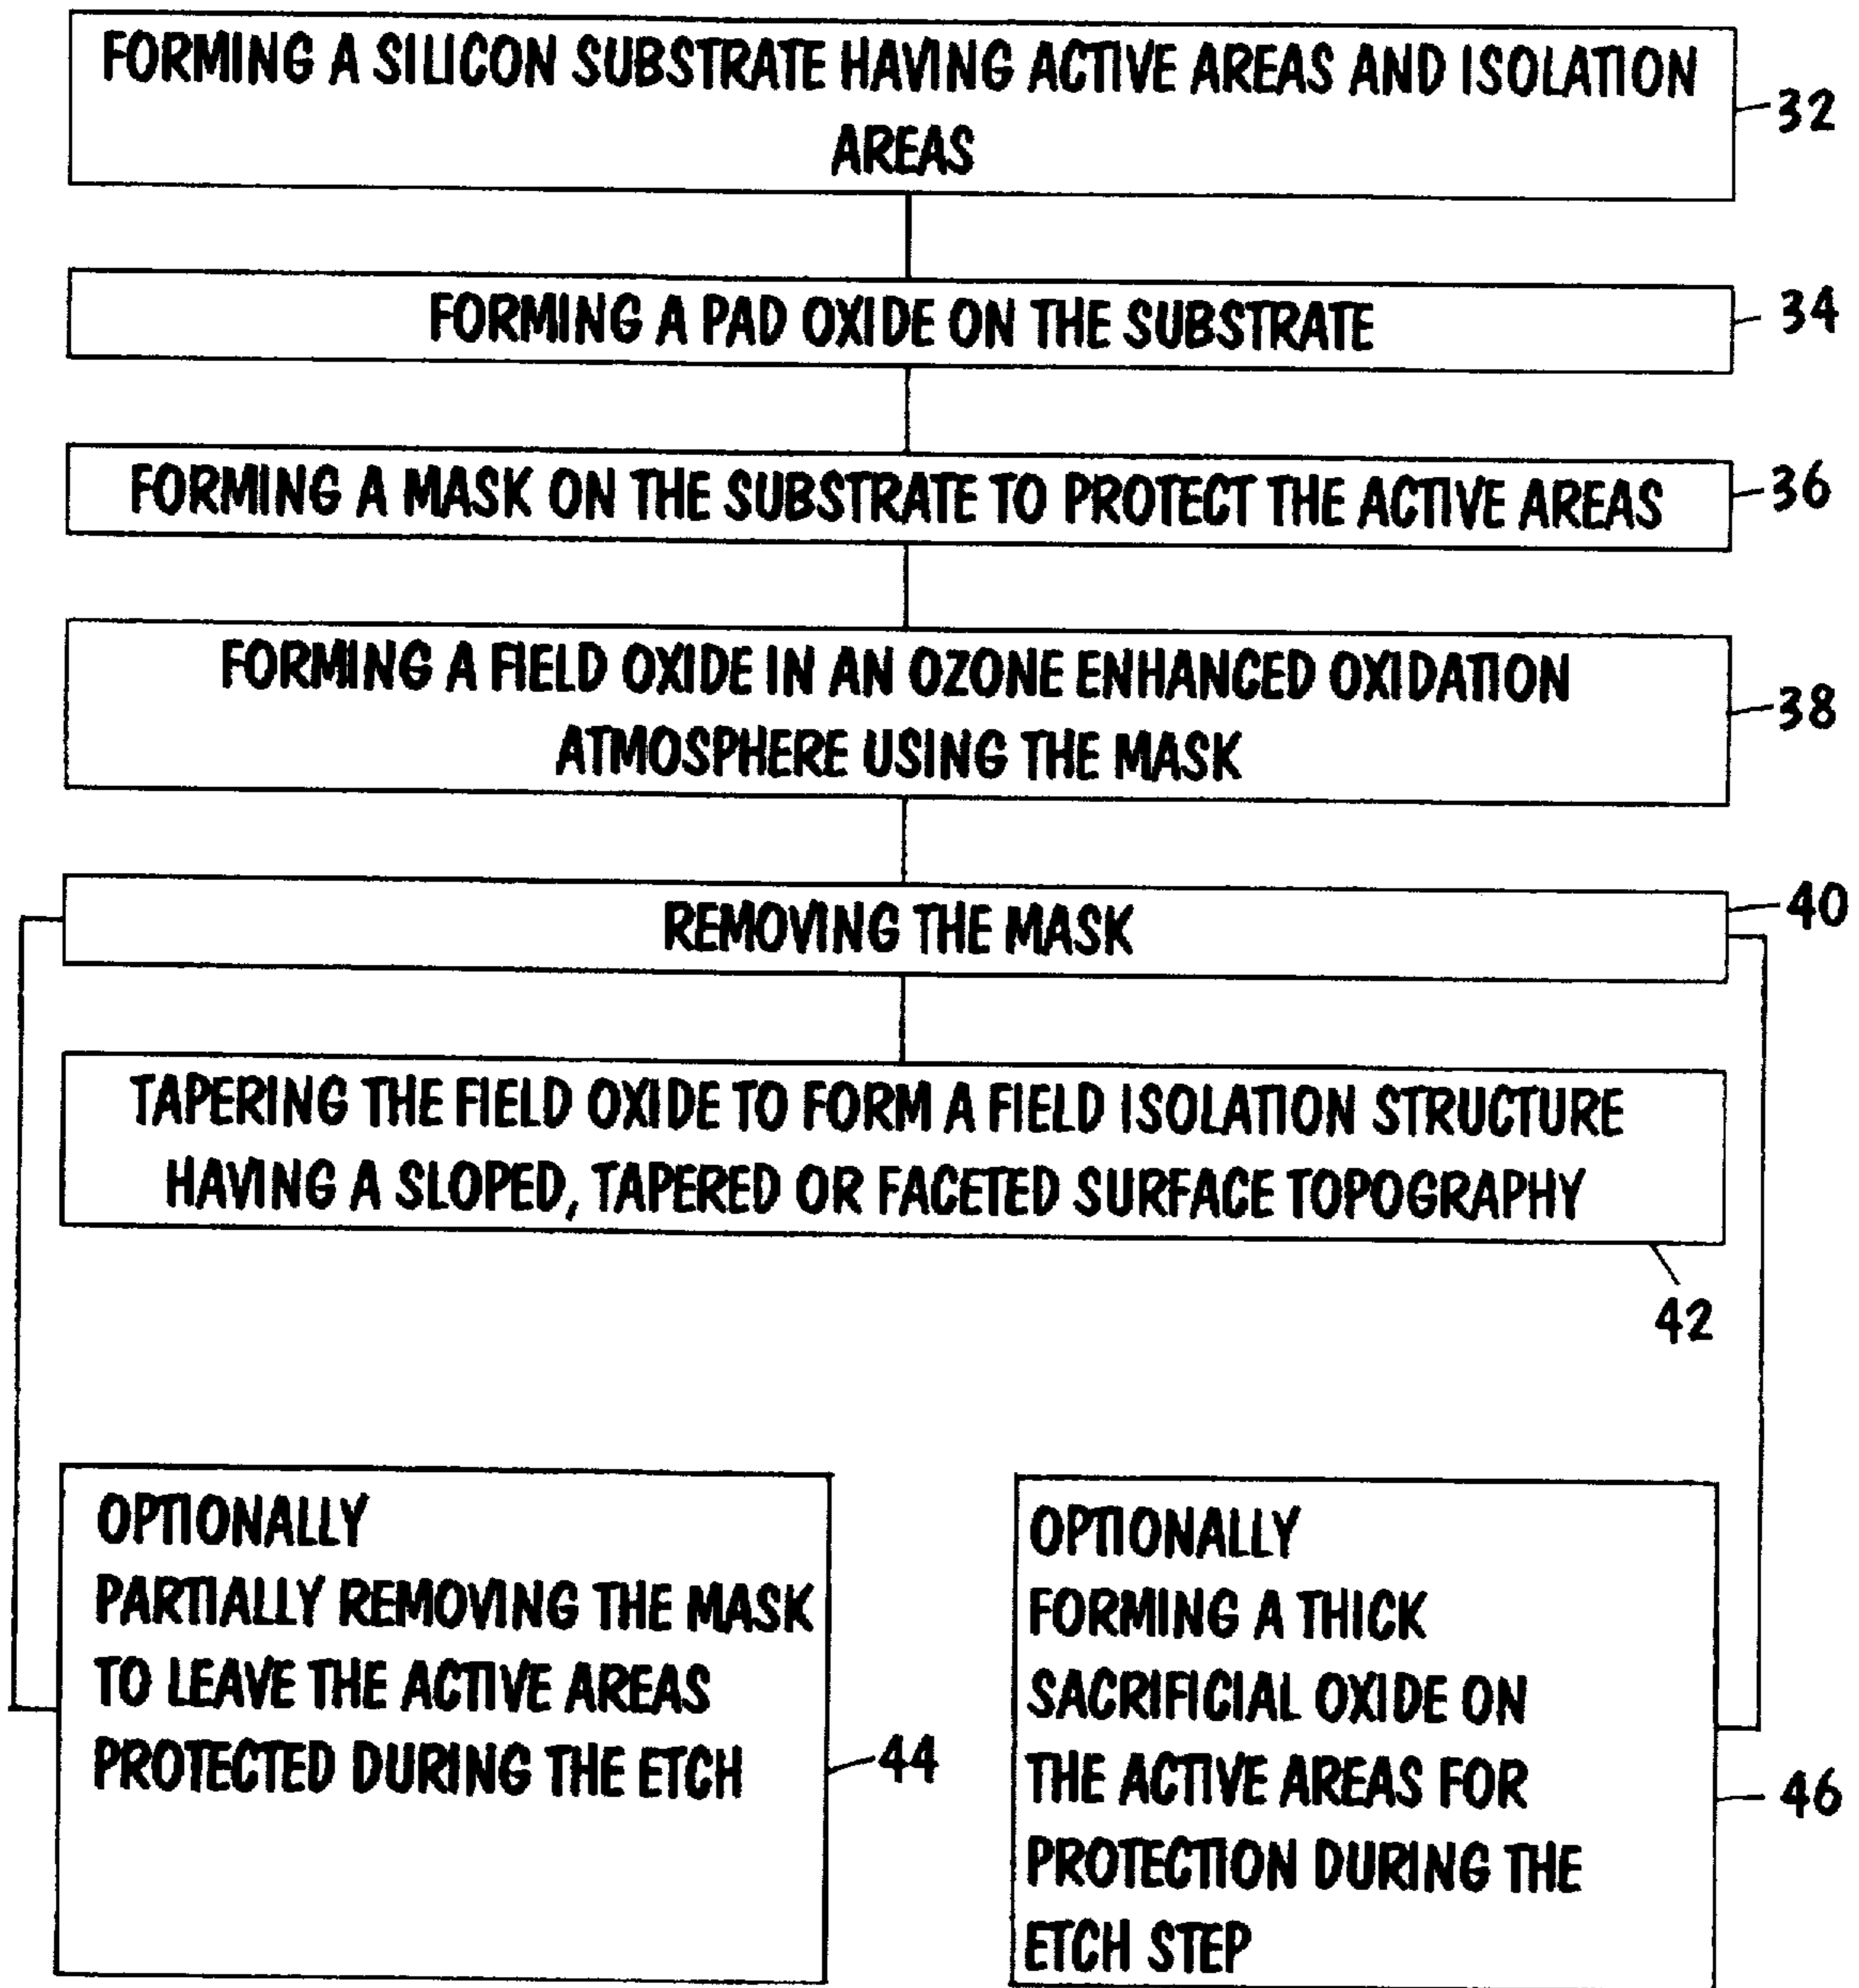 FORMING A SILICON SUBSTRATE HAVING ACTIVE AREAS AND ISOLATION
AREAS
32
FORMING A PAD OXIDE ON THE SUBSTRATE
34
FORMING A MASK ON THE SUBSTRATE TO PROTECT THE ACTIVE AREAS
36
FORMING A FIELD OXIDE IN AN OZONE ENHANCED OXIDATION
ATMOSPHERE USING THE MASK
38
REMOVING THE MASK
40
TAPERING THE FIELD OXIDE TO FORM A FIELD ISOLATION STRUCTURE
HAVING A SLOPED, TAPERED OR FACETED SURFACE TOPOGRAPHY
42
OPTIONALLY
PARTIALLY REMOVING THE MASK
TO LEAVE THE ACTIVE AREAS
PROTECTED DURING THE ETCH
44
OPTIONALLY
FORMING A THICK
SACRIFICIAL OXIDE ON
THE ACTIVE AREAS FOR
PROTECTION DURING THE
ETCH STEP
46